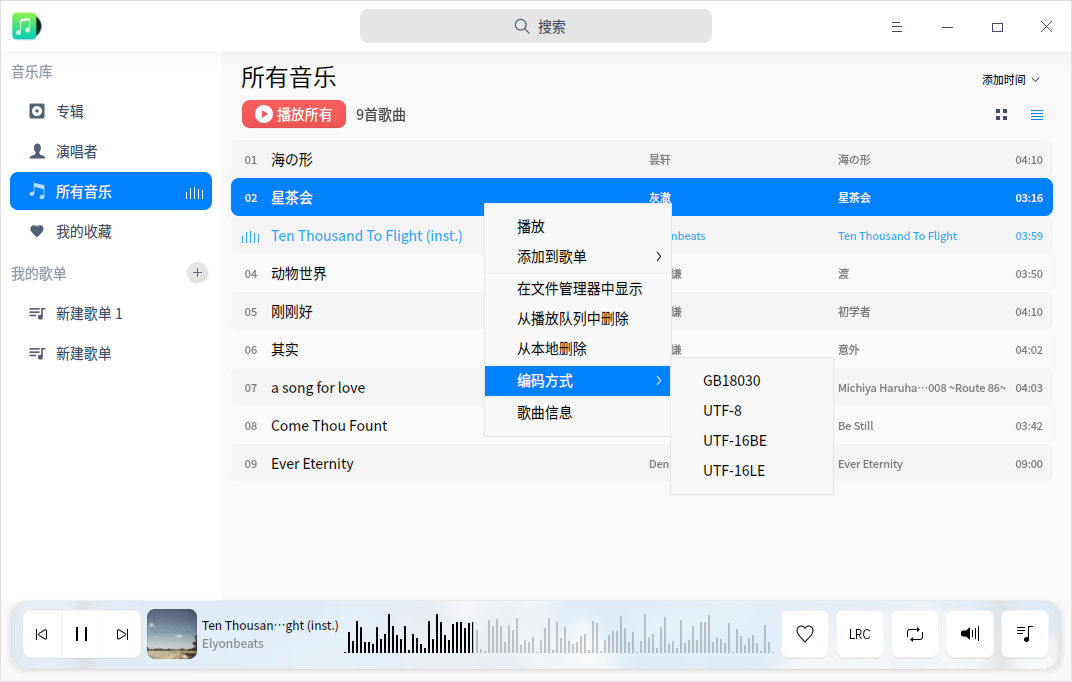 搜索
音乐库
专辑
演唱者
所有音乐
我的收藏
我的歌单
新建歌单 1
新建歌单
所有音乐
添加时间
播放所有
9首歌曲
01 海の形 昙轩 海の形 04:10
02 星茶会 灰澈 星茶会 03:16
Ten Thousand To Flight (inst.) nbeats Ten Thousand To Flight 03:59
04 动物世界 谦 渡 03:50
05 刚刚好 谦 初学者 04:10
06 其实 谦 意外 04:02
07 a song for love Michiya Haruha…008 ~Route 86~ 04:03
08 Come Thou Fount Be Still 03:42
09 Ever Eternity Den Ever Eternity 09:00
播放
添加到歌单
在文件管理器中显示
从播放队列中删除
从本地删除
编码方式
歌曲信息
GB18030
UTF-8
UTF-16BE
UTF-16LE
Ten Thousan…ght (inst.)
Elyonbeats
LRC